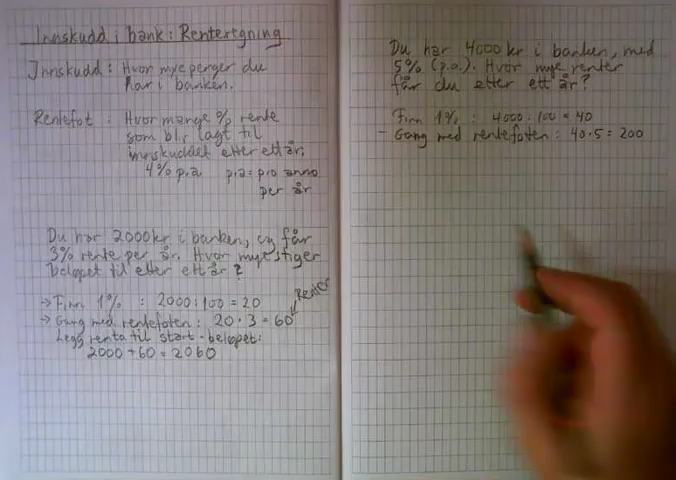 Innskudd i bank: Renteregning
Innskudd: Hvor mye penger du
har i banken.
Rentefot: Hvor mange % rente
som blir lagt til
innskuddet etter ett år.
4% p.a p.a = pro anno
per år
Du har 2000kr i banken, og får
3% rente per år. Hvor mye stiger
beløpet til etter ett år?
→ Finn 1% : 2000:100 = 20
Renter
→ Gang med rentefoten: 20 · 3 = 60
Legg renta til start-beløpet:
2000 + 60 = 2060
Du har 4000kr i banken, med
5% (p.a.). Hvor mye renter
får du etter ett år?
Finn 1% : 4000:100 = 40
- Gang med rentefoten: 40·5 = 200